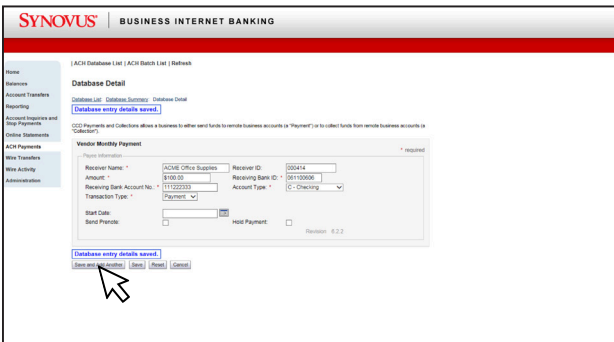 SYNOVUS® | BUSINESS INTERNET BANKING
| ACH Database List | ACH Batch List | Refresh
Home
Balances
Account Transfers
Reporting
Account Inquiries and Stop Payments
Online Statements
ACH Payments
Wire Transfers
Wire Activity
Administration
Database Detail
Database List Database Summary Database Detail
Database entry details saved.
CCD Payments and Collections allows a business to either send funds to remote business accounts (a "Payment") or to collect funds from remote business accounts (a
"Collection").
Vendor Monthly Payment
* required
Payor Information
Receiver Name: * ACME Office Supplies Receiver ID: 000414
Amount: * $100.00 Receiving Bank ID: * 061100606
Receiving Bank Account No.: * 111222333 Account Type: * C - Checking
Transaction Type: * Payment
Start Date:
Send Prenote: Hold Payment:
Revision 6.2.2
Database entry details saved.
Save and Add Another Save Reset Cancel